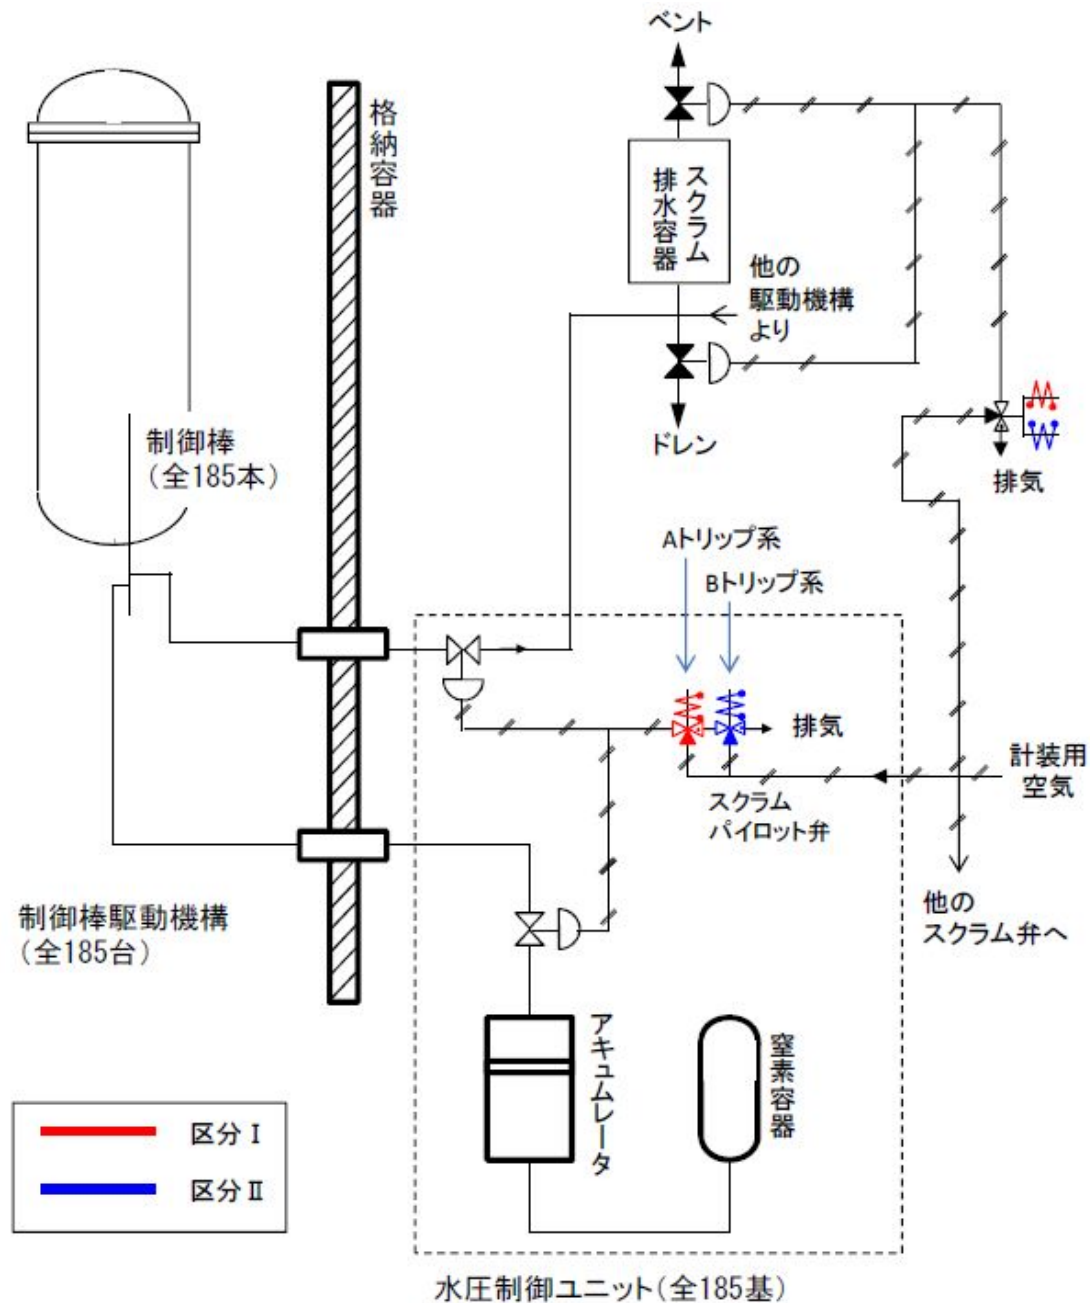 ベント
格納容器
スクラム
排水容器
他の
駆動機構
より
ドレン
制御棒
(全185本)
排気
Aトリップ系
Bトリップ系
排気
計装用
空気
スクラム
パイロット弁
他の
スクラム弁へ
制御棒駆動機構
(全185台)
アキュムレータ
窒素容器
区分Ⅰ
区分Ⅱ
水圧制御ユニット(全185基)